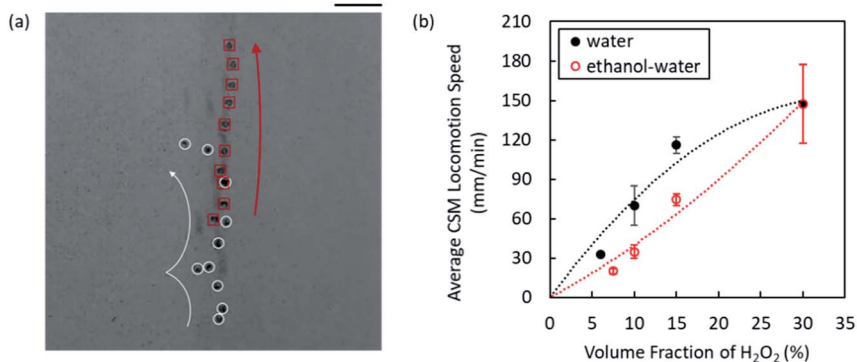 (a)
(b)
210
180
150
120
90
60
30
0
Average CSM Locomotion Speed
(mm/min)
water
ethanol-water
0 5 10 15 20 25 30 35
Volume Fraction of H₂O₂ (%)